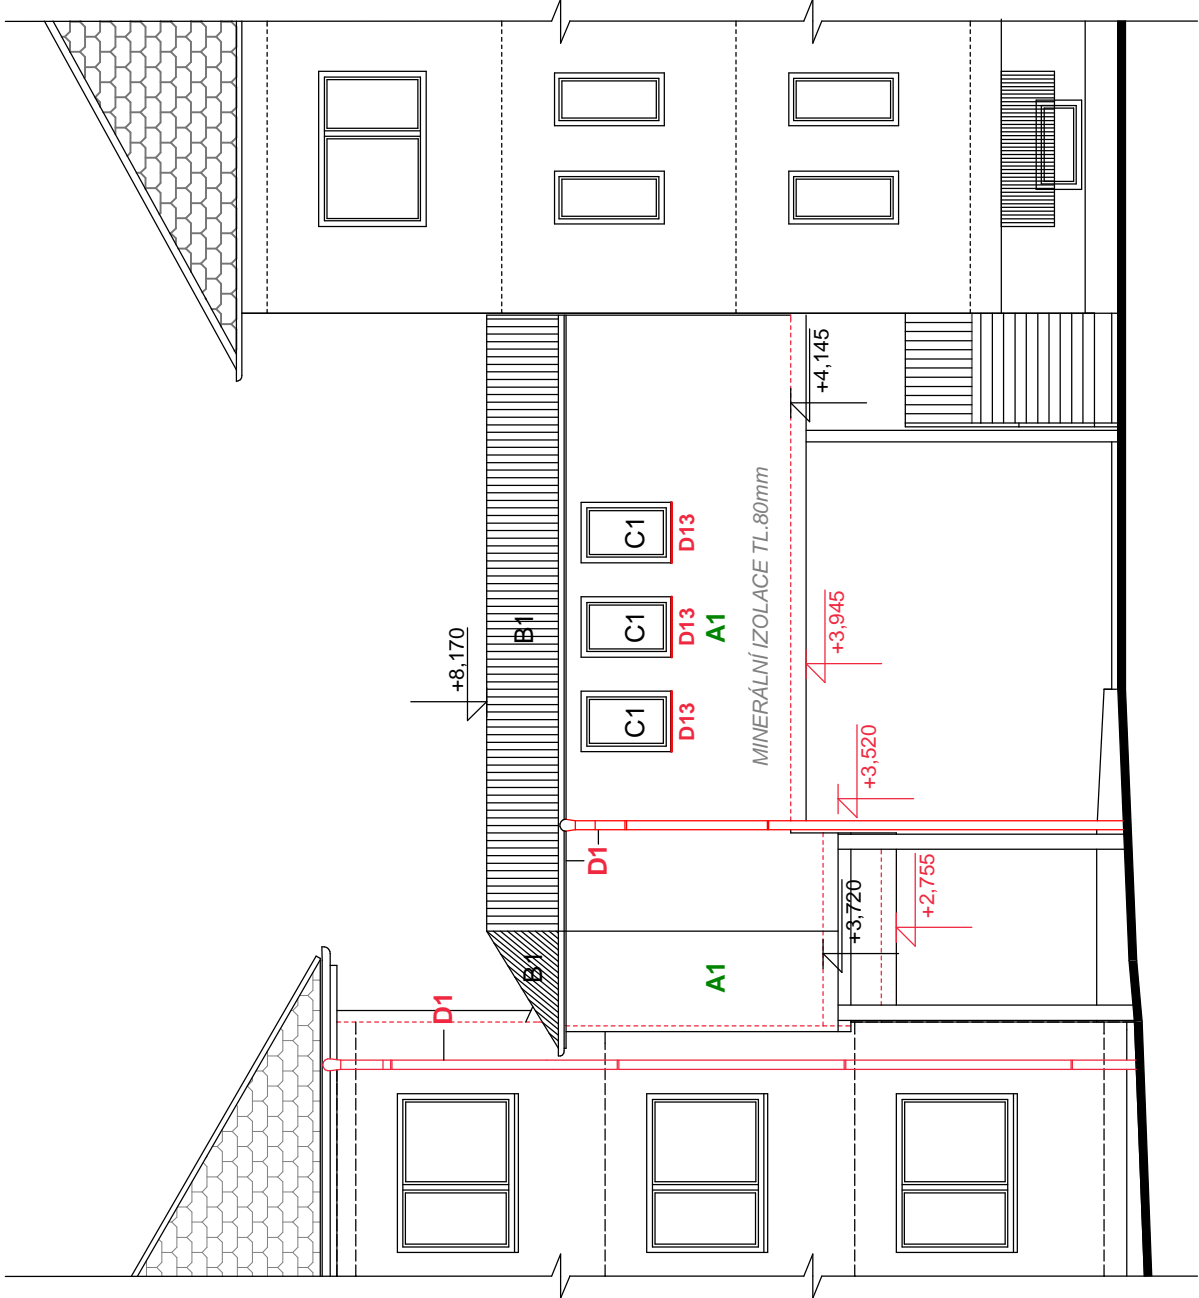 D1
B1
A1
+3,720
+2,755
D1
+3,520
+8,170
B1
C1
C1
C1
D13
D13
D13
A1
MINERÁLNÍ IZOLACE TL.80mm
+3,945
+4,145